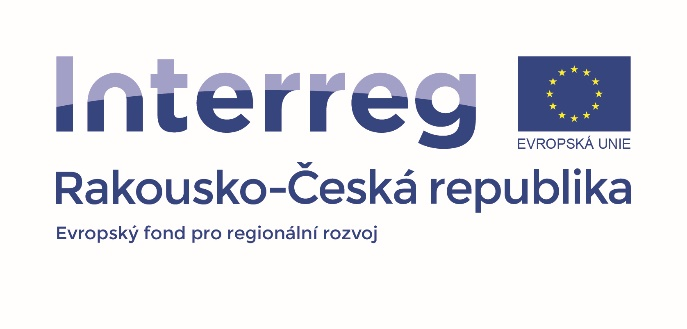 Interreg
EVROPSKÁ UNIE
Rakousko-Česká republika
Evropský fond pro regionální rozvoj